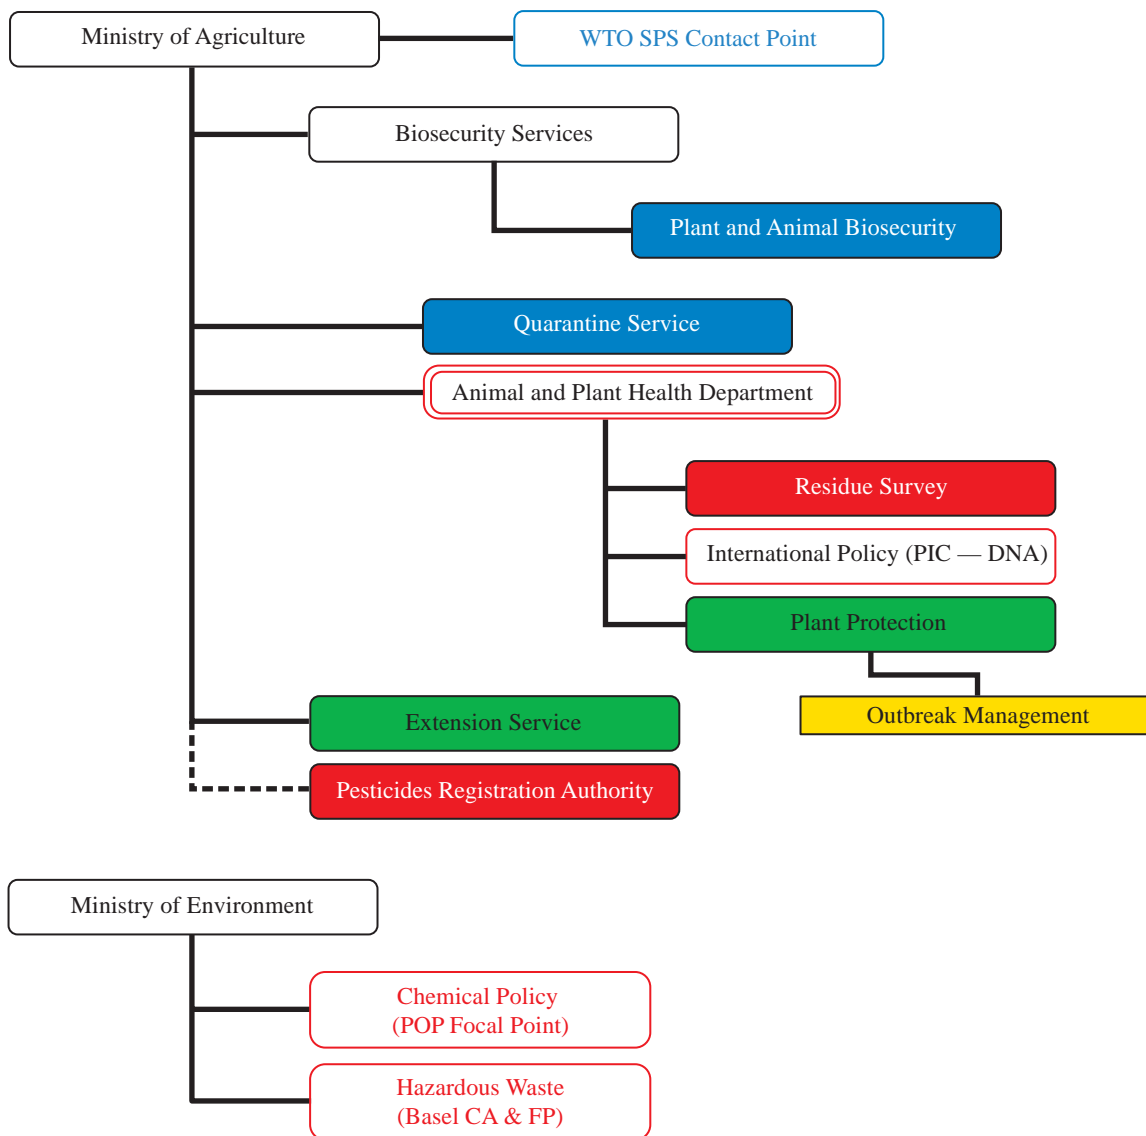 Ministry of Agriculture
WTO SPS Contact Point
Biosecurity Services
Plant and Animal Biosecurity
Quarantine Service
Animal and Plant Health Department
Residue Survey
International Policy (PIC — DNA)
Plant Protection
Extension Service
Outbreak Management
Pesticides Registration Authority
Ministry of Environment
Chemical Policy
(POP Focal Point)
Hazardous Waste
(Basel CA & FP)